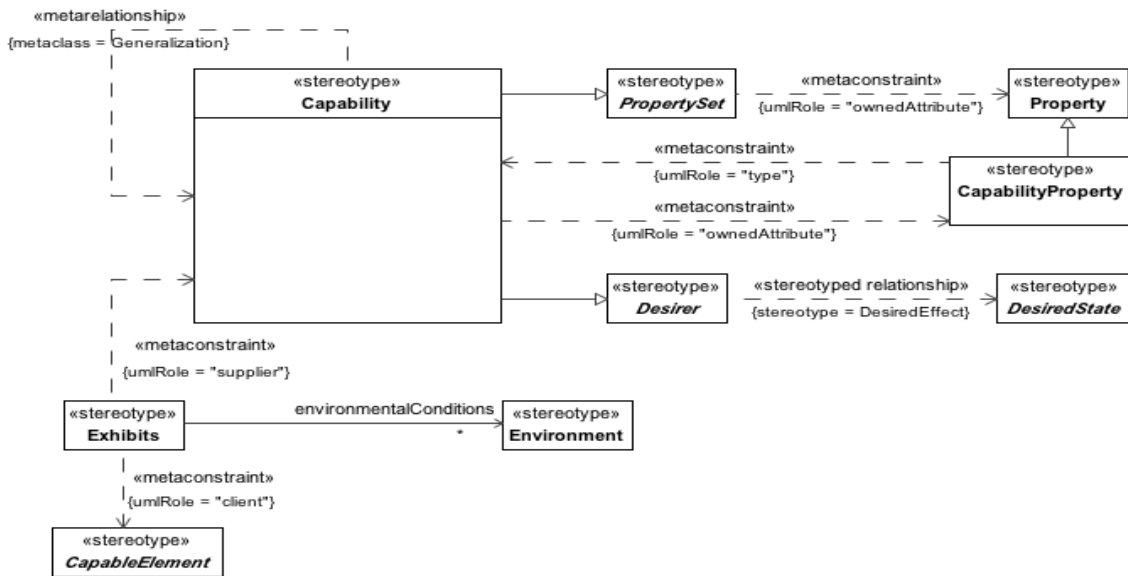 «metarelationship»
{metaclass = Generalization}
«stereotype»
Capability
«stereotype»
PropertySet
«metaconstraint»
{umlRole = "ownedAttribute"}
«stereotype»
Property
«metaconstraint»
{umlRole = "type"}
«stereotype»
CapabilityProperty
«metaconstraint»
{umlRole = "ownedAttribute"}
«stereotype»
Desirer
«stereotyped relationship»
{stereotype = DesiredEffect}
«stereotype»
DesiredState
«metaconstraint»
{umlRole = "supplier"}
«stereotype»
Exhibits
environmentalConditions
*
«stereotype»
Environment
«metaconstraint»
{umlRole = "client"}
«stereotype»
CapableElement